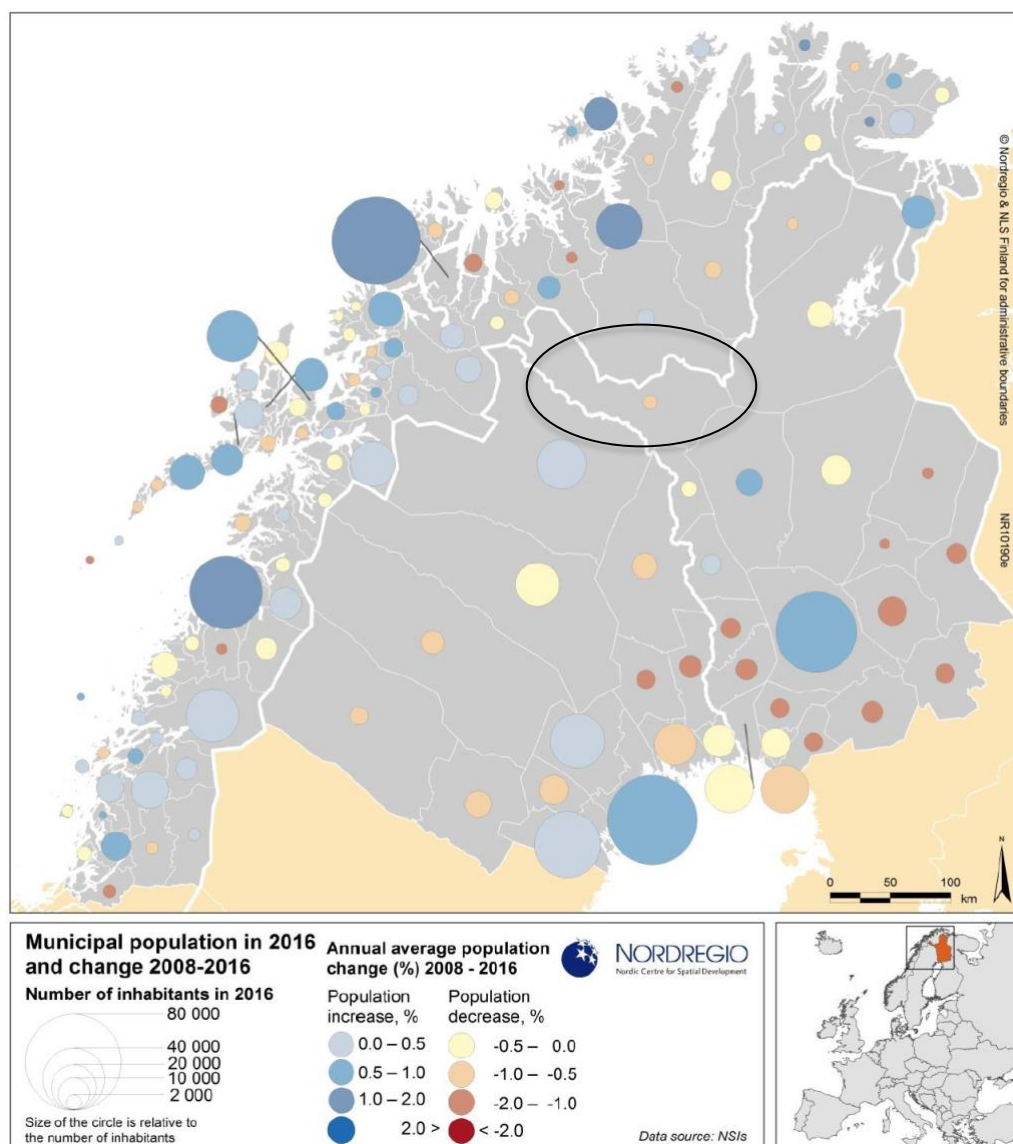 © Nordregio & NLS Finland for administrative boundaries
NR10190e
N
0 50 100
km
Municipal population in 2016
and change 2008-2016
Number of inhabitants in 2016
80 000
40 000
20 000
10 000
2 000
Size of the circle is relative
to the number of inhabitants
Annual average population
change (%) 2008 - 2016
Population
increase, %
0.0 – 0.5
0.5 – 1.0
1.0 – 2.0
2.0 >
Population
decrease, %
-0.5 – 0.0
-1.0 – -0.5
-2.0 – -1.0
< -2.0
NORDREGIO
Nordic Centre for Spatial Development
Data source: NSIs